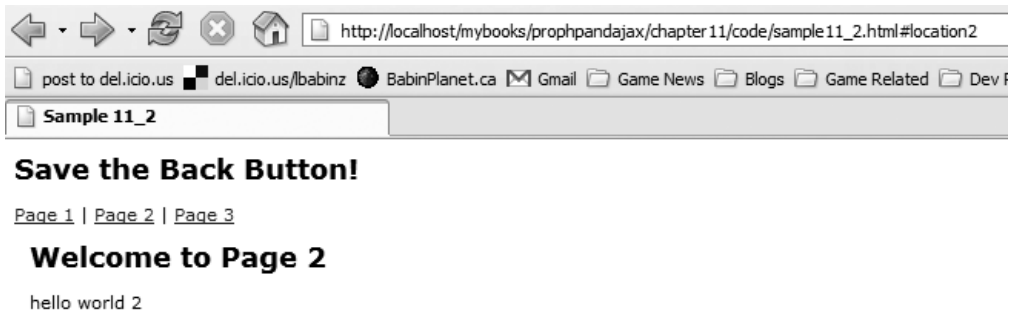 http://localhost/mybooks/prophpandajax/chapter11/code/sample11_2.html#location2
post to del.icio.us del.icio.us/lbabinz BabinPlanet.ca Gmail Game News Blogs Game Related Dev
Sample 11_2
Save the Back Button!
Page 1 | Page 2 | Page 3
Welcome to Page 2
hello world 2